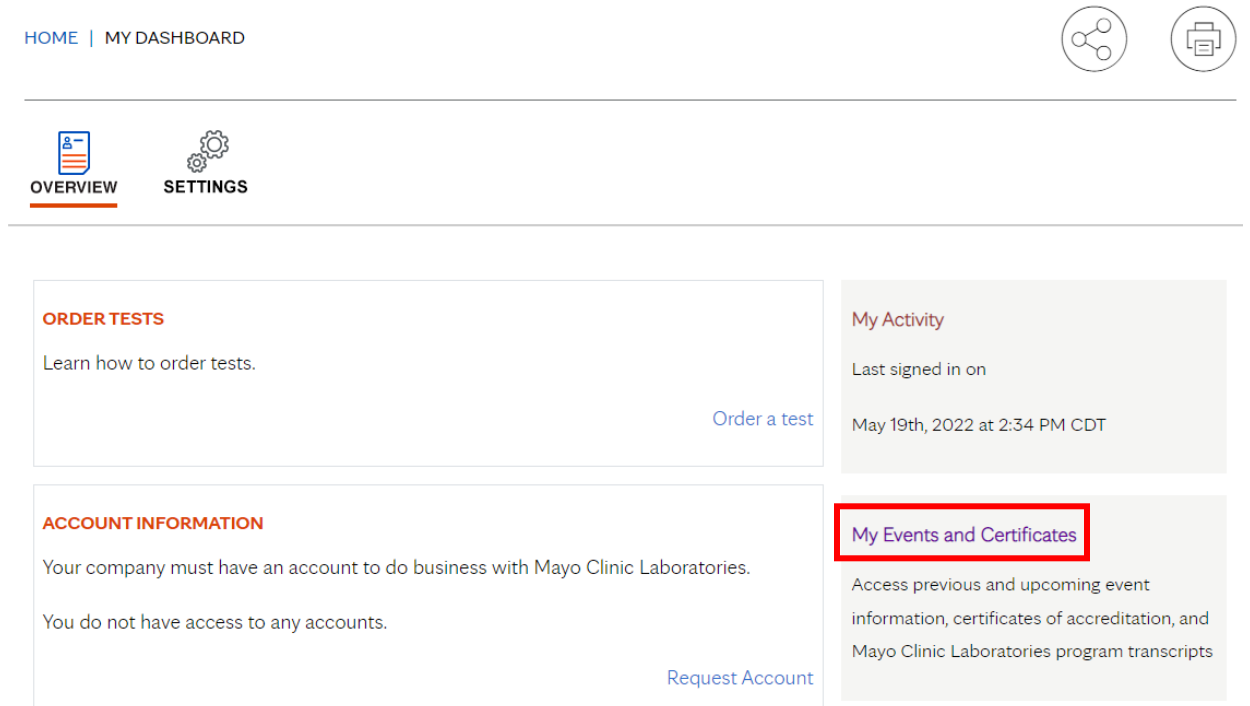 HOME | MY DASHBOARD
OVERVIEW
SETTINGS
ORDER TESTS
Learn how to order tests.
Order a test
My Activity
Last signed in on
May 19th, 2022 at 2:34 PM CDT
ACCOUNT INFORMATION
Your company must have an account to do business with Mayo Clinic Laboratories.
You do not have access to any accounts.
Request Account
My Events and Certificates
Access previous and upcoming event
information, certificates of accreditation, and
Mayo Clinic Laboratories program transcripts